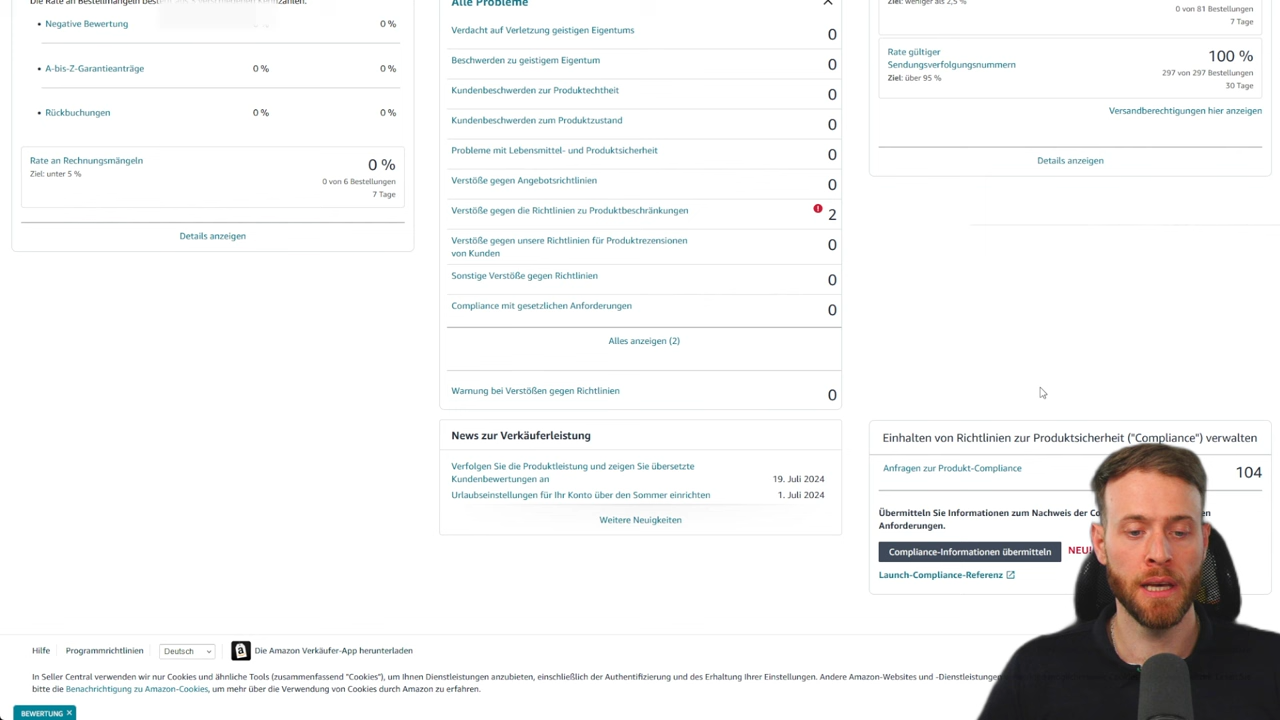 Die Rate an Bestellmängeln
• Negative Bewertung 0 %
• A-bis-Z-Garantieanträge 0 % 0 %
• Rückbuchungen 0 % 0 %
Rate an Rechnungsmängeln 0 %
Ziel: unter 5 %
0 von 6 Bestellungen
7 Tage
Details anzeigen
Alle Probleme
Verdacht auf Verletzung geistigen Eigentums 0
Beschwerden zu geistigem Eigentum 0
Kundenbeschwerden zur Produktechtheit 0
Kundenbeschwerden zum Produktzustand 0
Probleme mit Lebensmittel- und Produktsicherheit 0
Verstöße gegen Angebotsrichtlinien 0
Verstöße gegen die Richtlinien zu Produktbeschränkungen 2
Verstöße gegen unsere Richtlinien für Produktrezensionen
von Kunden 0
Sonstige Verstöße gegen Richtlinien 0
Compliance mit gesetzlichen Anforderungen 0
Alles anzeigen (2)
Warnung bei Verstößen gegen Richtlinien 0
News zur Verkäuferleistung
Verfolgen Sie die Produktleistung und zeigen Sie übersetzte
Kundenbewertungen an 19. Juli 2024
Urlaubseinstellungen für Ihr Konto über den Sommer einrichten 1. Juli 2024
Weitere Neuigkeiten
Ziel: weniger als 2,5 %
0 von 81 Bestellungen
7 Tage
Rate gültiger
Sendungsverfolgungsnummern 100 %
Ziel: über 95 %
297 von 297 Bestellungen
30 Tage
Versandberechtigungen hier anzeigen
Details anzeigen
Einhalten von Richtlinien zur Produktsicherheit ("Compliance") verwalten
Anfragen zur Produkt-Compliance 104
Übermitteln Sie Informationen zum Nachweis der
Anforderungen.
Compliance-Informationen übermitteln
Launch-Compliance-Referenz
Hilfe Programmrichtlinien Deutsch Die Amazon Verkäufer-App herunterladen
In Seller Central verwenden wir nur Cookies und ähnliche Tools (zusammenfassend "Cookies"), um Ihnen Dienstleistungen anzubieten, einschließlich der Authentifizierung und des Erhaltung Ihrer Einstellungen. Andere Amazon-Websites und -Dienstleistungen
bitte die Benachrichtigung zu Amazon-Cookies, um mehr über die Verwendung von Cookies durch Amazon zu erfahren.
BEWERTUNG ×